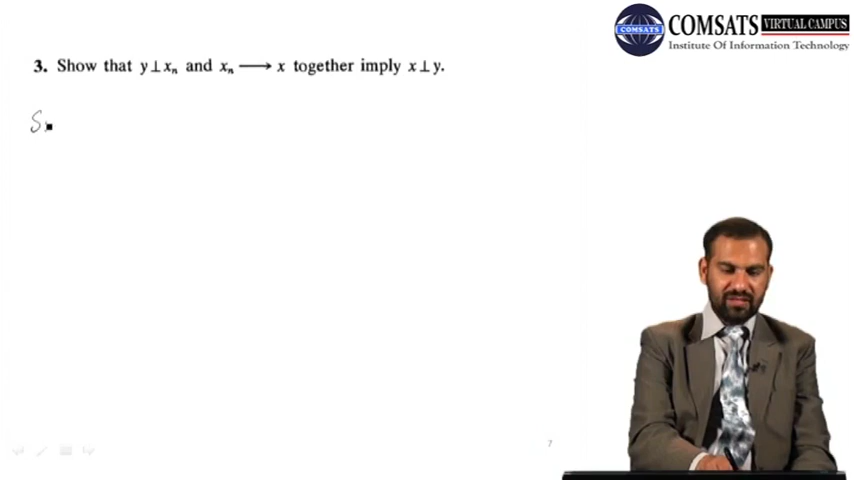 COMSATS VIRTUAL CAMPUS
COMSATS
Institute Of Information Technology
3. Show that y⊥xₙ and xₙ ⟶ x together imply x⊥y.
S
7